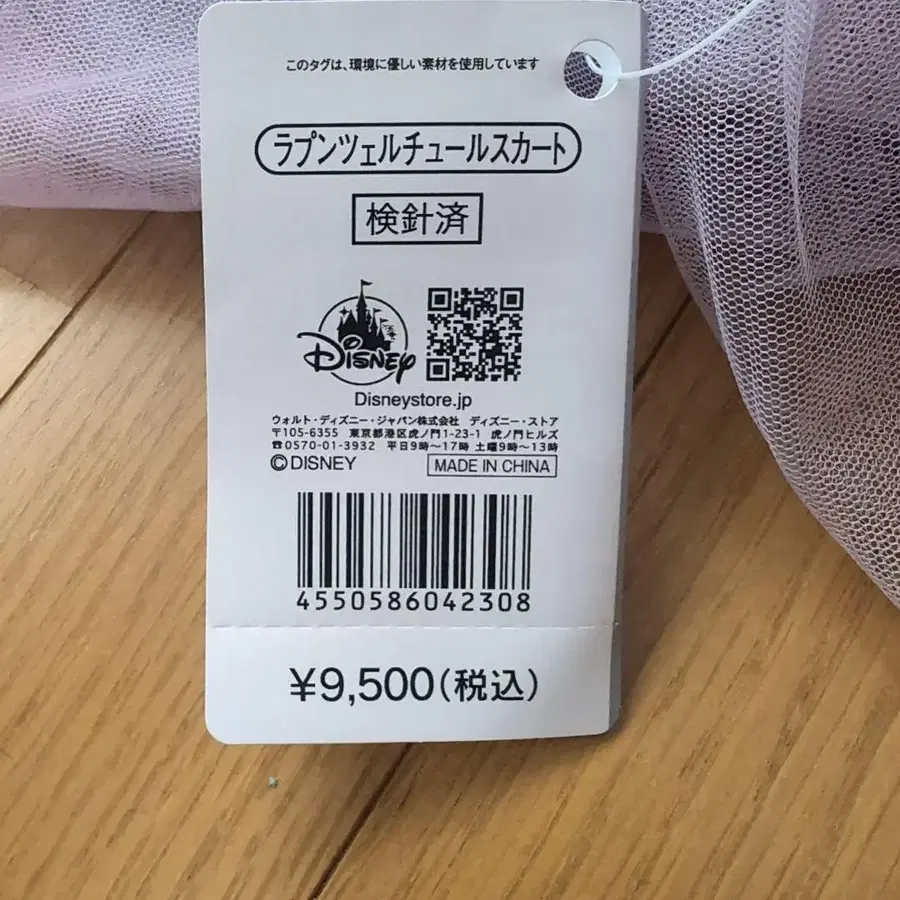 このタグは、環境に優しい素材を使用しています
ラプンツェルチュールスカート
検針済
Disney
Disneystore.jp
ウォルト・ディズニー・ジャパン株式会社 ディズニー・ストア
〒105-6355 東京都港区虎ノ門1-23-1 虎ノ門ヒルズ
☎0570-01-3932 平日9時〜17時 土曜9時〜13時
©DISNEY MADE IN CHINA
4550586042308
¥9,500(税込)